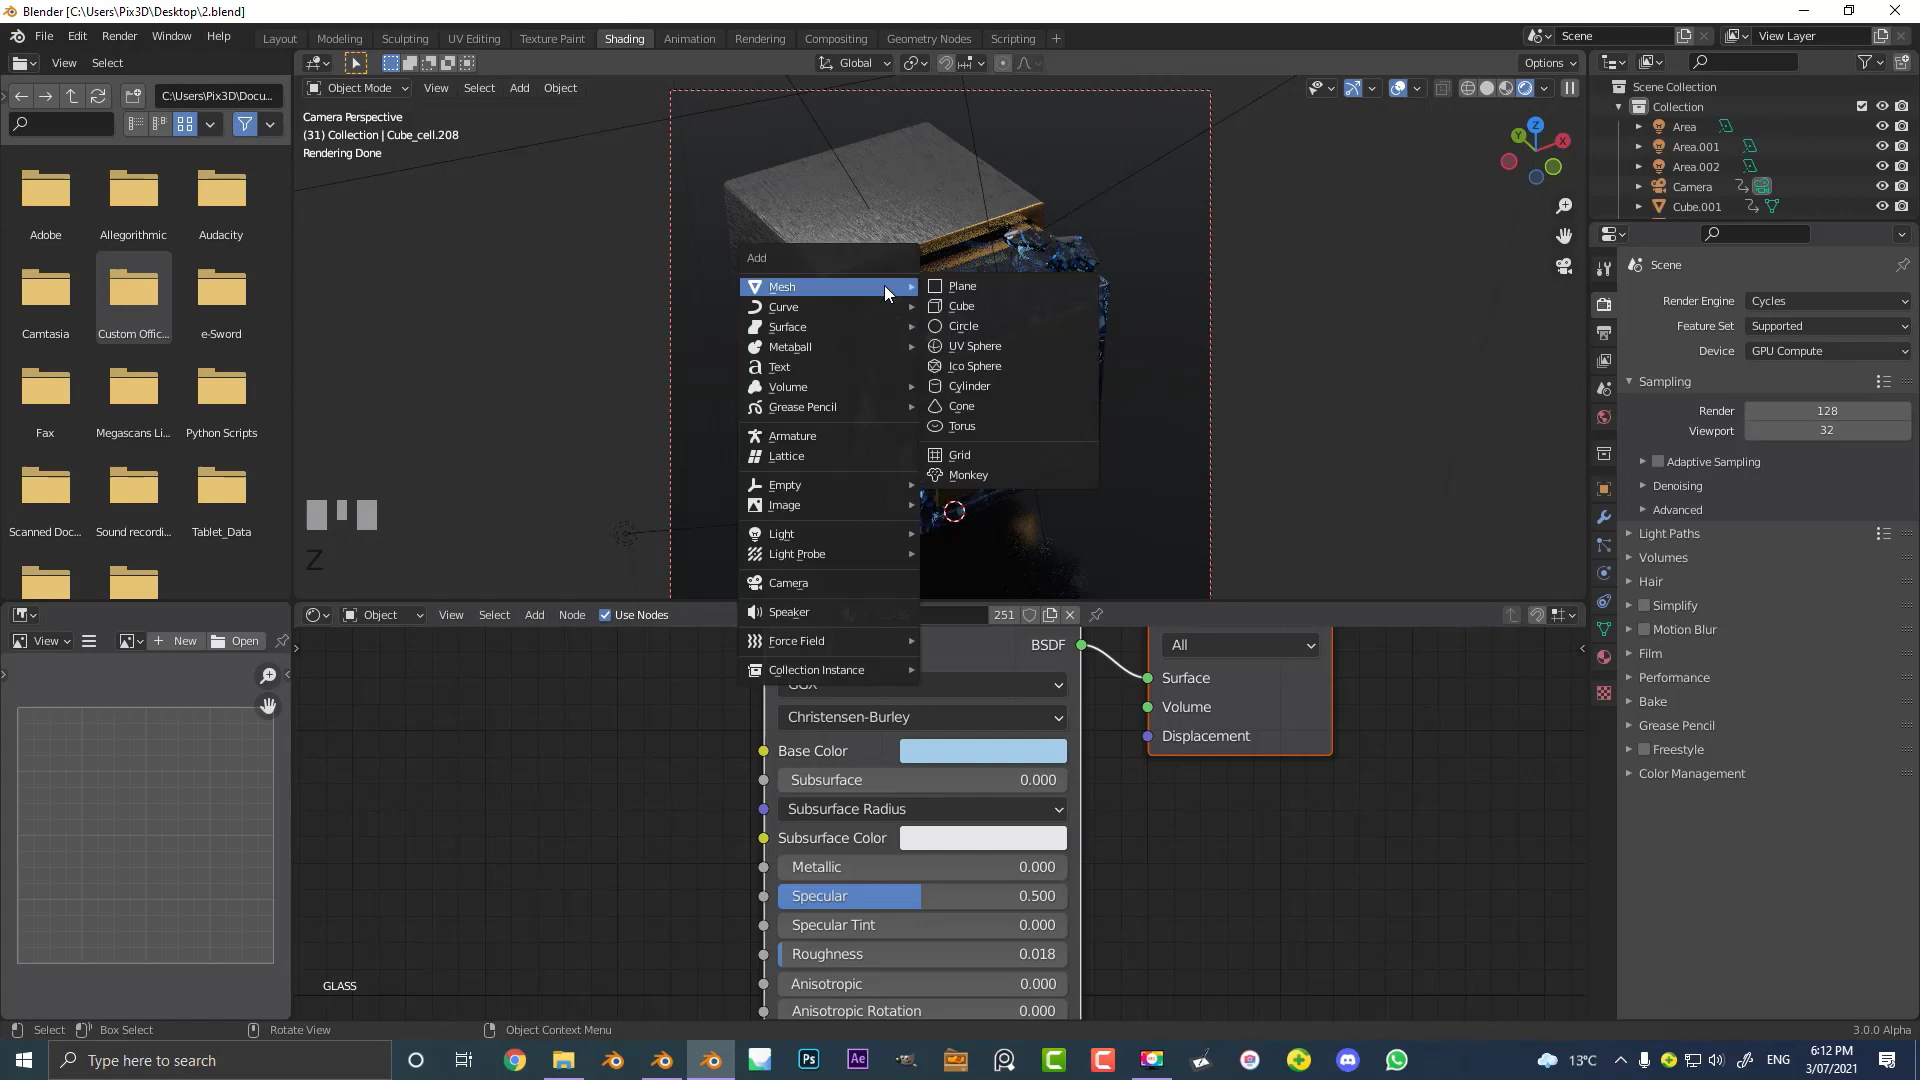 Blender [C:\Users\Pix3D\Desktop\2.blend]
File Edit Render Window Help
Layout Modeling Sculpting UV Editing Texture Paint Shading Animation Rendering Compositing Geometry Nodes Scripting
Scene
View Layer
View Select
Global
Options
C:\Users\Pix3D\Docu...
Object Mode View Select Add Object
Camera Perspective
(31) Collection | Cube_cell.208
Rendering Done
Adobe Allegorithmic Audacity
Camtasia Custom Offic... e-Sword
Fax Megascans Li... Python Scripts
Scanned Doc... Sound recordi... Tablet_Data
Z
X
Y
Z
Add
Mesh
Curve
Surface
Metaball
Text
Volume
Grease Pencil
Armature
Lattice
Empty
Image
Light
Light Probe
Camera
Speaker
Force Field
Collection Instance
Plane
Cube
Circle
UV Sphere
Ico Sphere
Cylinder
Cone
Torus
Grid
Monkey
Scene Collection
Collection
Area
Area.001
Area.002
Camera
Cube.001
Scene
Render Engine Cycles
Feature Set Supported
Device GPU Compute
Sampling
Render 128
Viewport 32
Adaptive Sampling
Denoising
Advanced
Light Paths
Volumes
Hair
Simplify
Motion Blur
Film
Performance
Bake
Grease Pencil
Freestyle
Color Management
View New Open
Object View Select Add Node Use Nodes 251
BSDF
GGX
Christensen-Burley
Base Color
Subsurface 0.000
Subsurface Radius
Subsurface Color
Metallic 0.000
Specular 0.500
Specular Tint 0.000
Roughness 0.018
Anisotropic 0.000
Anisotropic Rotation 0.000
All
Surface
Volume
Displacement
GLASS
Select Box Select Rotate View Object Context Menu 3.0.0 Alpha
Type here to search
Ps
Ae
13°C
ENG
6:12 PM
3/07/2021